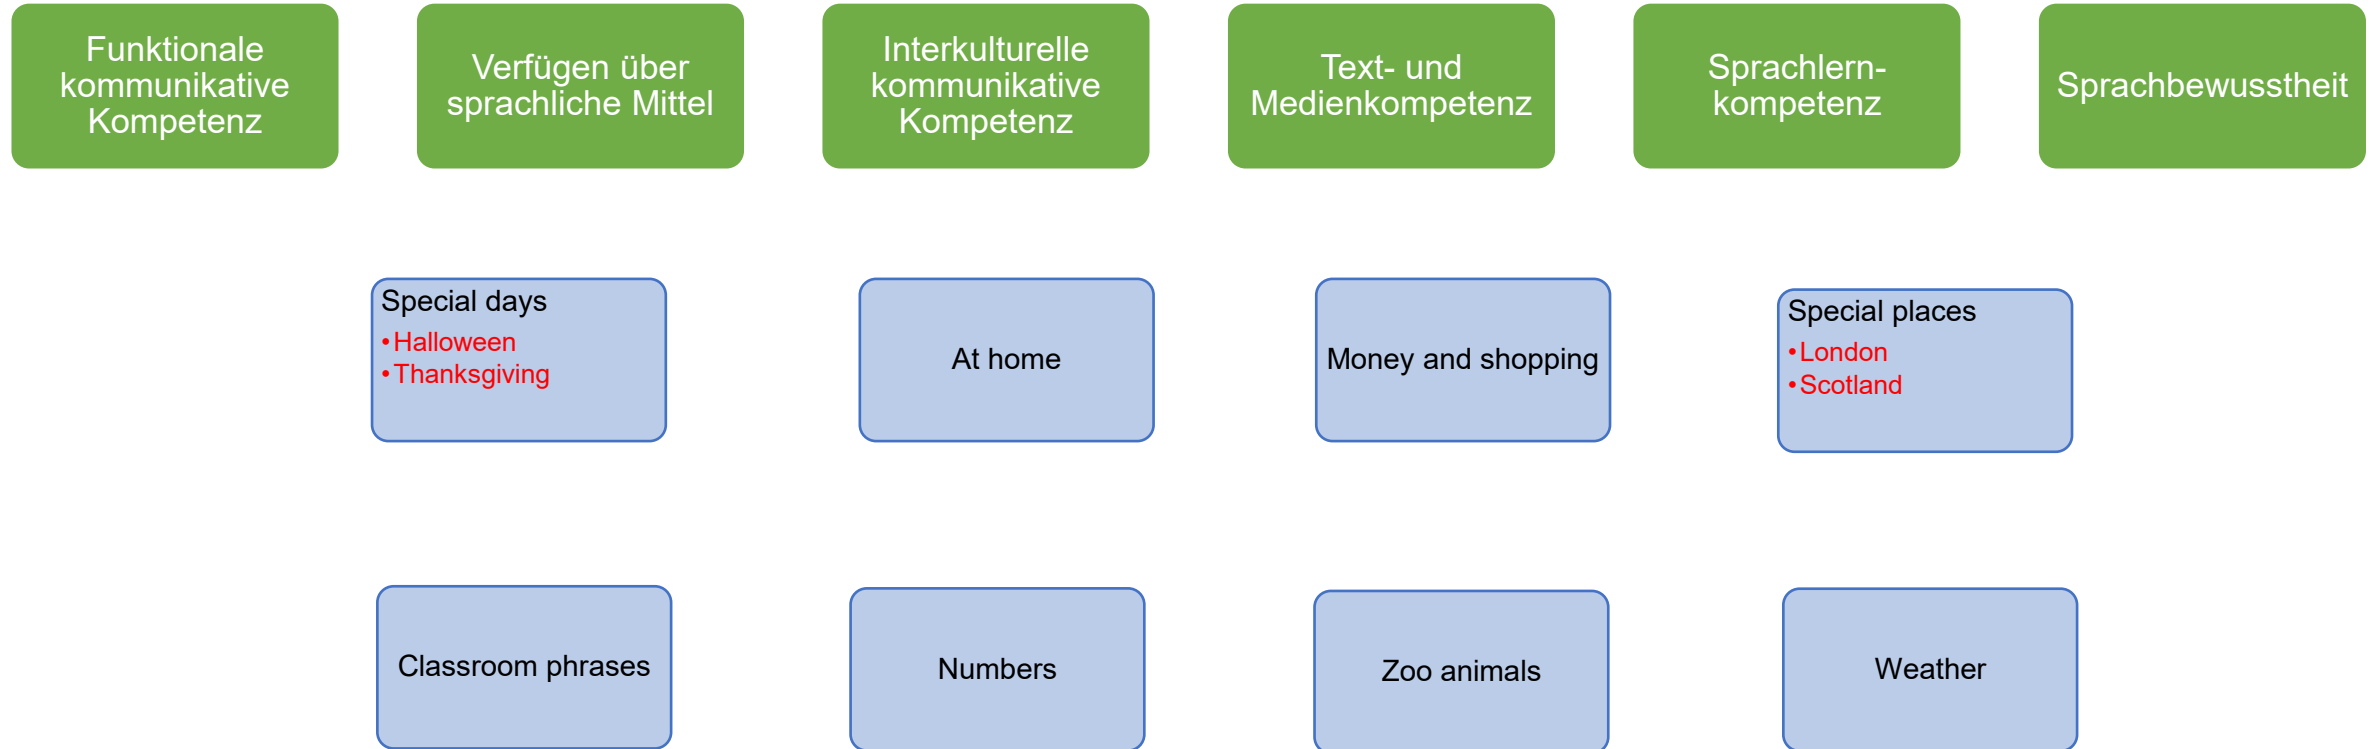 Funktionale
kommunikative
Kompetenz
Verfügen über
sprachliche Mittel
Interkulturelle
kommunikative
Kompetenz
Text- und
Medienkompetenz
Sprachlern-
kompetenz
Sprachbewusstheit
Special days
•Halloween
•Thanksgiving
At home
Money and shopping
Special places
•London
•Scotland
Classroom phrases
Numbers
Zoo animals
Weather